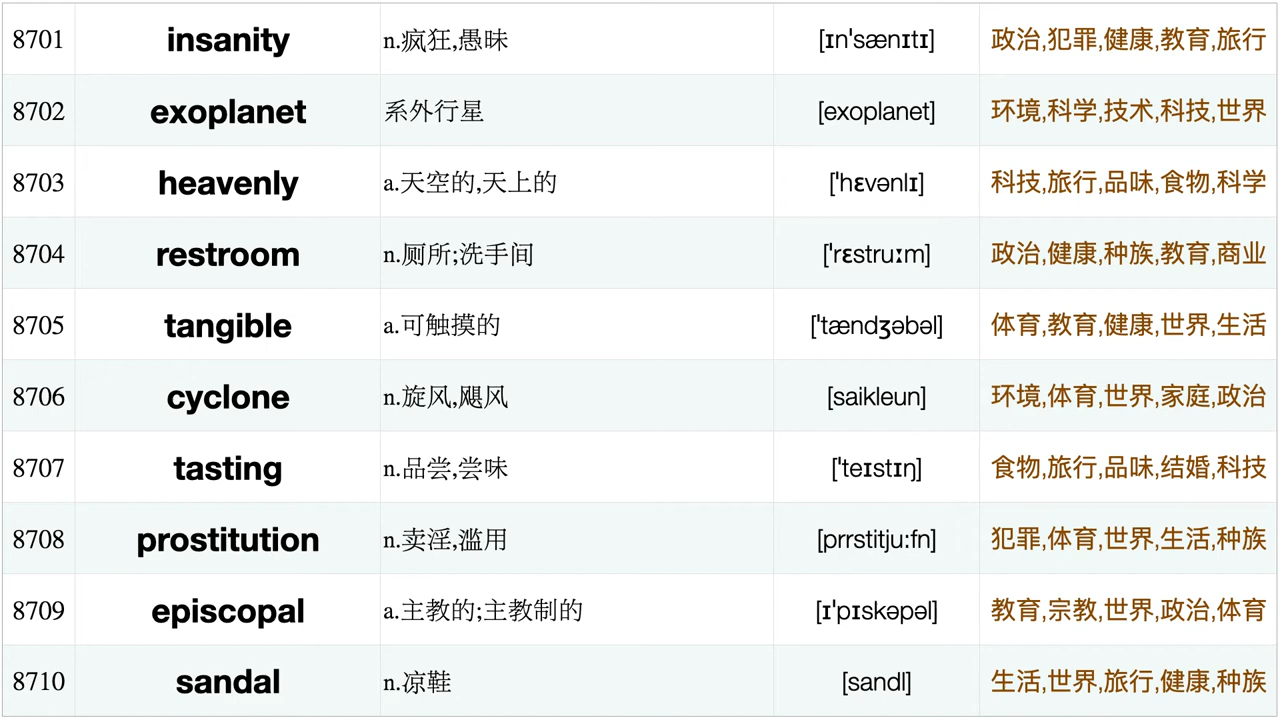 8701 insanity n.疯狂,愚昧 [ɪnˈsænɪtɪ] 政治,犯罪,健康,教育,旅行
8702 exoplanet 系外行星 [exoplanet] 环境,科学,技术,科技,世界
8703 heavenly a.天空的,天上的 [ˈhɛvənlɪ] 科技,旅行,品味,食物,科学
8704 restroom n.厕所;洗手间 [ˈrɛstruːm] 政治,健康,种族,教育,商业
8705 tangible a.可触摸的 [ˈtændʒəbəl] 体育,教育,健康,世界,生活
8706 cyclone n.旋风,飓风 [saikleun] 环境,体育,世界,家庭,政治
8707 tasting n.品尝,尝味 [ˈteɪstɪŋ] 食物,旅行,品味,结婚,科技
8708 prostitution n.卖淫,滥用 [prrstitju:fn] 犯罪,体育,世界,生活,种族
8709 episcopal a.主教的;主教制的 [ɪˈpɪskəpəl] 教育,宗教,世界,政治,体育
8710 sandal n.凉鞋 [sandl] 生活,世界,旅行,健康,种族